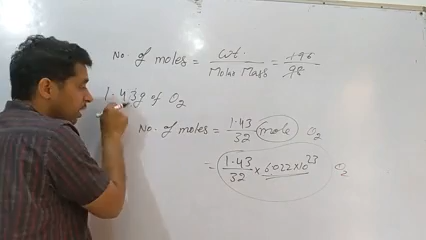 No. of moles = wt. / Molar Mass = 196 / 98
1.43g of O2
No. of moles = 1.43 / 32 mole O2
= 1.43 / 32 × 6.022×10^23 O2